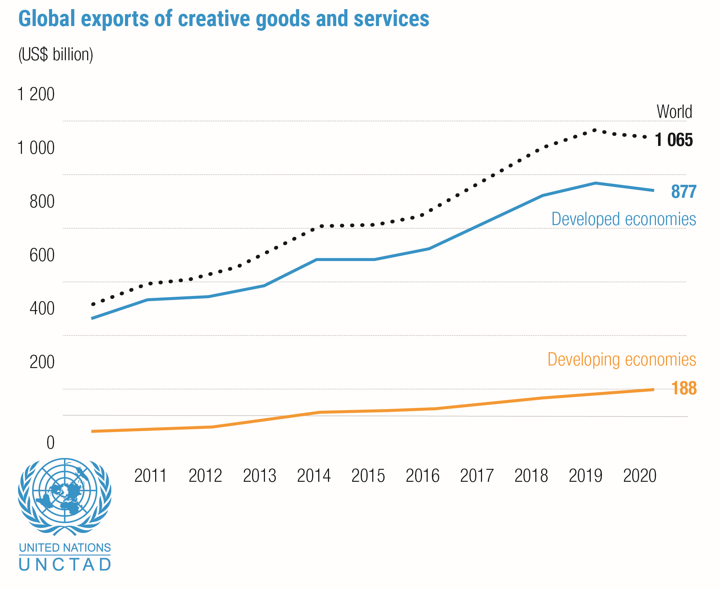 Global exports of creative goods and services
(US$ billion)
1 200
World
1 000
1 065
800
877
Developed economies
600
400
200
Developing economies
188
0
2011 2012 2013 2014 2015 2016 2017 2018 2019 2020
UNITED NATIONS
UNCTAD